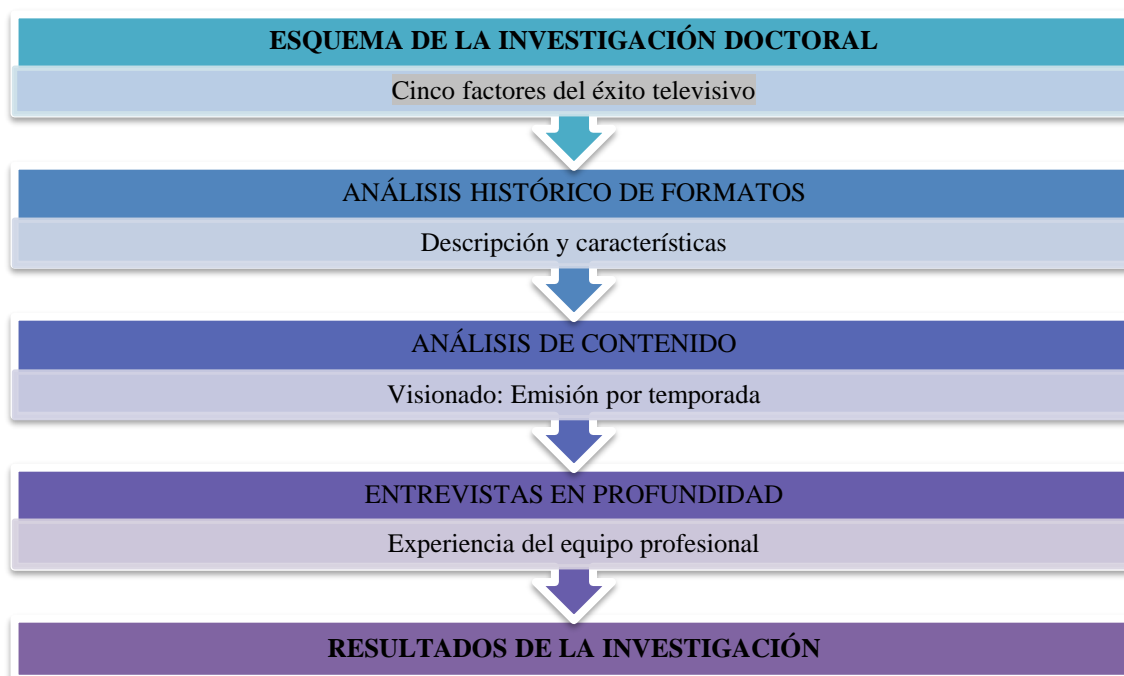 ESQUEMA DE LA INVESTIGACIÓN DOCTORAL
Cinco factores del éxito televisivo
ANÁLISIS HISTÓRICO DE FORMATOS
Descripción y características
ANÁLISIS DE CONTENIDO
Visionado: Emisión por temporada
ENTREVISTAS EN PROFUNDIDAD
Experiencia del equipo profesional
RESULTADOS DE LA INVESTIGACIÓN